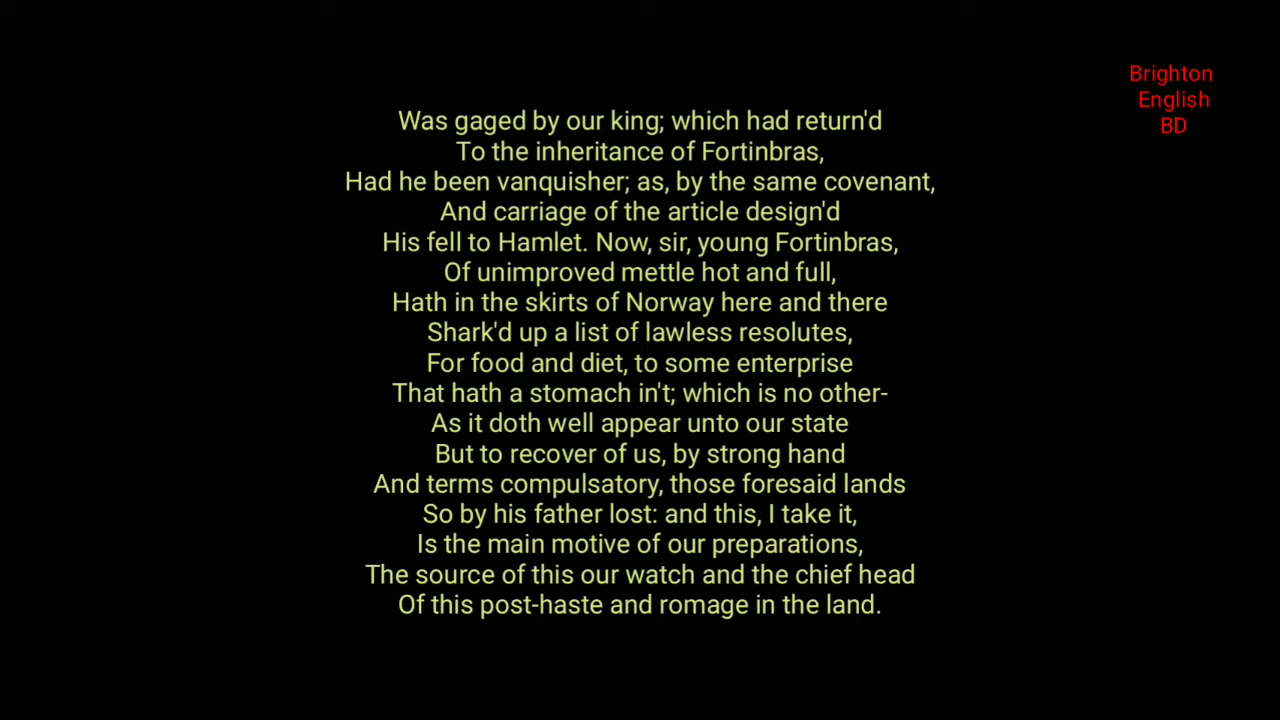 Brighton
English
BD
Was gaged by our king; which had return'd
To the inheritance of Fortinbras,
Had he been vanquisher; as, by the same covenant,
And carriage of the article design'd
His fell to Hamlet. Now, sir, young Fortinbras,
Of unimproved mettle hot and full,
Hath in the skirts of Norway here and there
Shark'd up a list of lawless resolutes,
For food and diet, to some enterprise
That hath a stomach in't; which is no other-
As it doth well appear unto our state
But to recover of us, by strong hand
And terms compulsatory, those foresaid lands
So by his father lost: and this, I take it,
Is the main motive of our preparations,
The source of this our watch and the chief head
Of this post-haste and romage in the land.